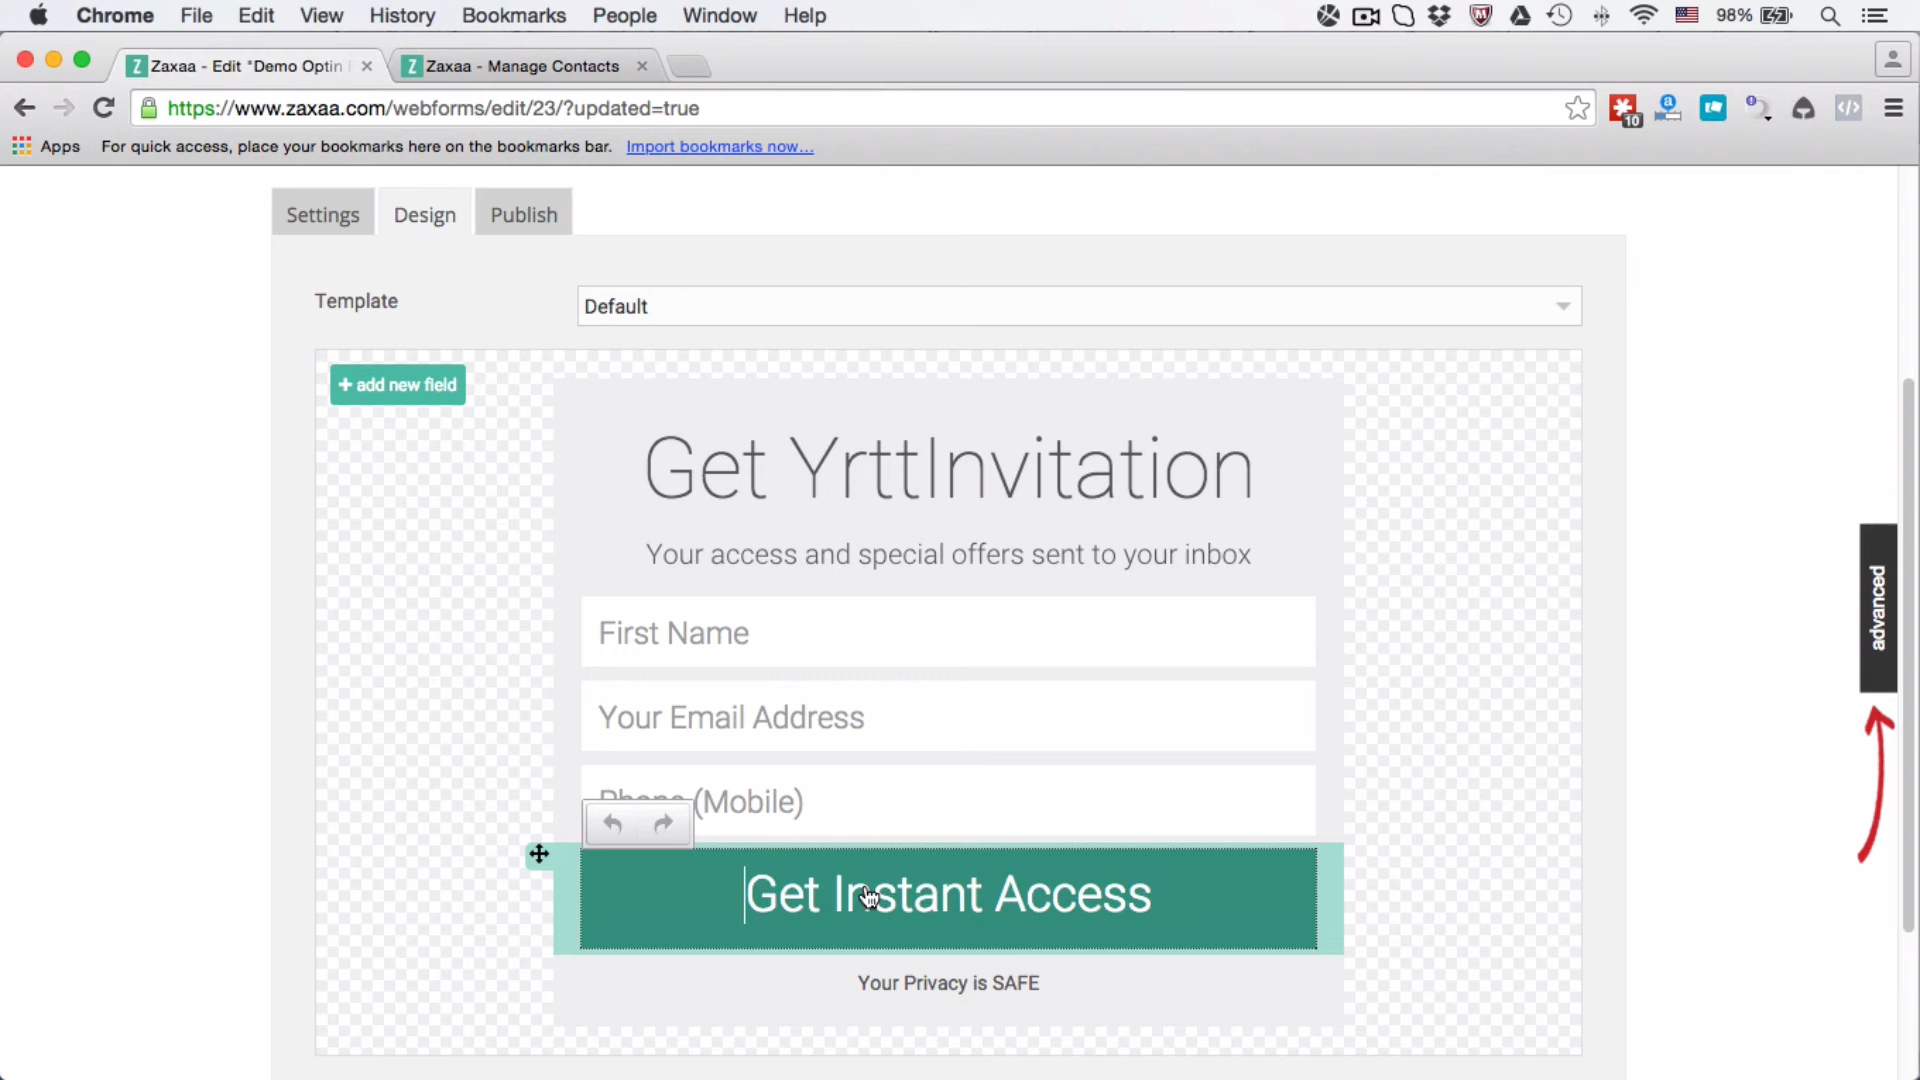 Chrome File Edit View History Bookmarks People Window Help 98%
Zaxaa - Edit "Demo Optin Zaxaa - Manage Contacts
https://www.zaxaa.com/webforms/edit/23/?updated=true 10
Apps For quick access, place your bookmarks here on the bookmarks bar. Import bookmarks now...
Settings Design Publish
Template Default
+ add new field
Get YrttInvitation
Your access and special offers sent to your inbox
First Name
advanced
Your Email Address
Phone (Mobile)
Get Instant Access
Your Privacy is SAFE